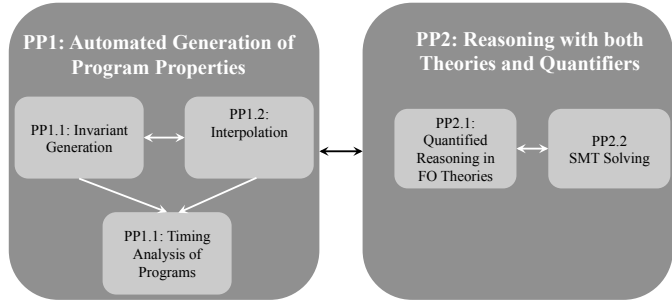 PP1: Automated Generation of
Program Properties
PP1.1: Invariant
Generation
PP1.2:
Interpolation
PP1.1: Timing
Analysis of
Programs
PP2: Reasoning with both
Theories and Quantifiers
PP2.1:
Quantified
Reasoning in
FO Theories
PP2.2
SMT Solving